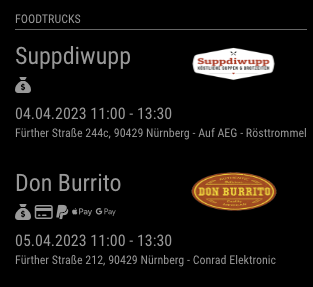 FOODTRUCKS
Suppdiwupp
Suppdiwupp
KÖSTLICHE SUPPEN & BROTZEITEN
$
04.04.2023 11:00 - 13:30
Fürther Straße 244c, 90429 Nürnberg - Auf AEG - Rösttrommel
Don Burrito
DON BURRITO
$ Pay G Pay
05.04.2023 11:00 - 13:30
Fürther Straße 212, 90429 Nürnberg - Conrad Elektronic